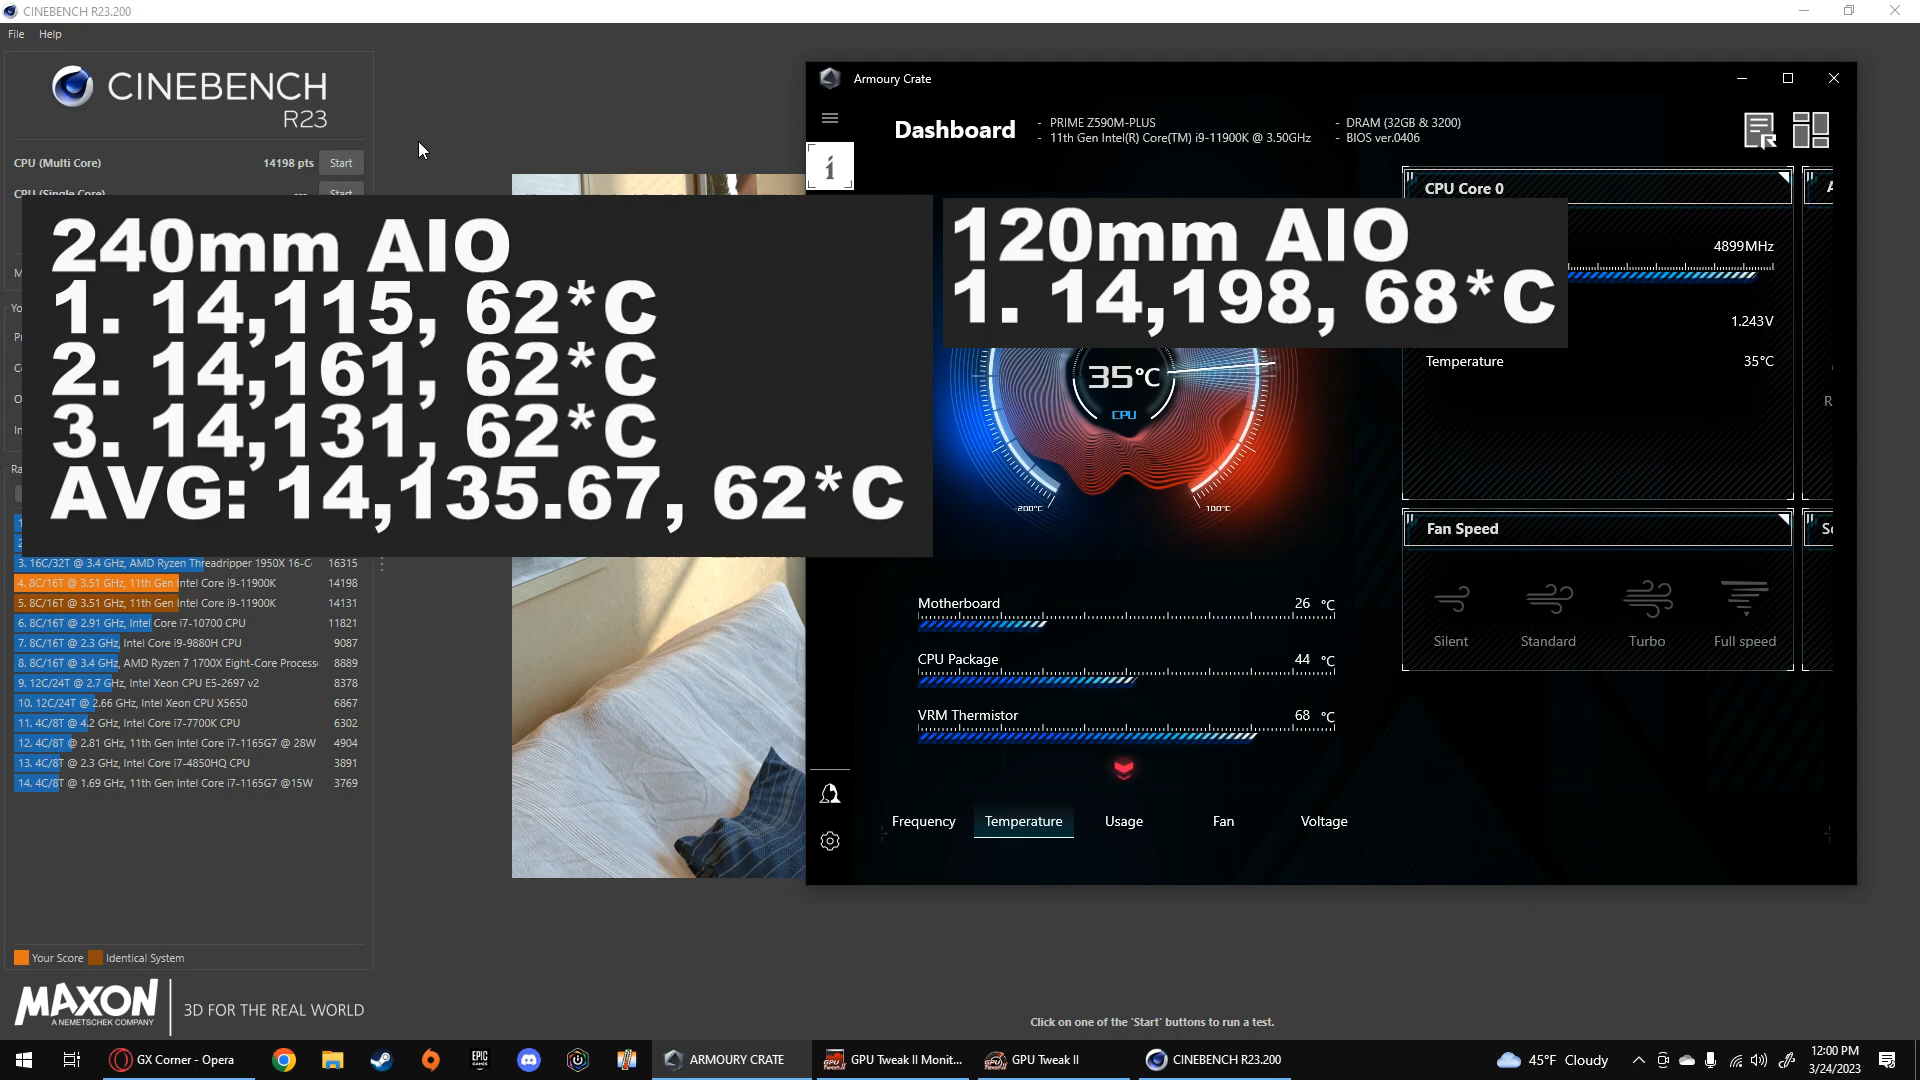 CINEBENCH R23.200
File Help
CINEBENCH
R23
CPU (Multi Core) 14198 pts Start
CPU (Single Core) --- Start
240mm AIO
1. 14,115, 62*C
2. 14,161, 62*C
3. 14,131, 62*C
AVG: 14,135.67, 62*C
120mm AIO
1. 14,198, 68*C
3. 16C/32T @ 3.4 GHz, AMD Ryzen Threadripper 1950X 16-C 16315
4. 8C/16T @ 3.51 GHz, 11th Gen Intel Core i9-11900K 14198
5. 8C/16T @ 3.51 GHz, 11th Gen Intel Core i9-11900K 14131
6. 8C/16T @ 2.91 GHz, Intel Core i7-10700 CPU 11821
7. 8C/16T @ 2.3 GHz, Intel Core i9-9880H CPU 9087
8. 8C/16T @ 3.4 GHz, AMD Ryzen 7 1700X Eight-Core Process 8889
9. 12C/24T @ 2.7 GHz, Intel Xeon CPU E5-2697 v2 8378
10. 12C/24T @ 2.66 GHz, Intel Xeon CPU X5650 6867
11. 4C/8T @ 4.2 GHz, Intel Core i7-7700K CPU 6302
12. 4C/8T @ 2.81 GHz, 11th Gen Intel Core i7-1165G7 @ 28W 4904
13. 4C/8T @ 2.3 GHz, Intel Core i7-4850HQ CPU 3891
14. 4C/8T @ 1.69 GHz, 11th Gen Intel Core i7-1165G7 @15W 3769
Your Score Identical System
MAXON
A NEMETSCHEK COMPANY
3D FOR THE REAL WORLD
Armoury Crate
Dashboard
- PRIME Z590M-PLUS
- 11th Gen Intel(R) Core(TM) i9-11900K @ 3.50GHz
- DRAM (32GB & 3200)
- BIOS ver.0406
CPU Core 0
4899MHz
1.243V
Temperature 35°C
35°C
CPU
-200°C 100°C
Fan Speed
Silent Standard Turbo Full speed
Motherboard 26 °C
CPU Package 44 °C
VRM Thermistor 68 °C
Frequency Temperature Usage Fan Voltage
Click on one of the 'Start' buttons to run a test.
GX Corner - Opera
EPIC GAMES
ARMOURY CRATE
GPU Tweak II Monit...
GPU Tweak II
CINEBENCH R23.200
45°F Cloudy
12:00 PM
3/24/2023